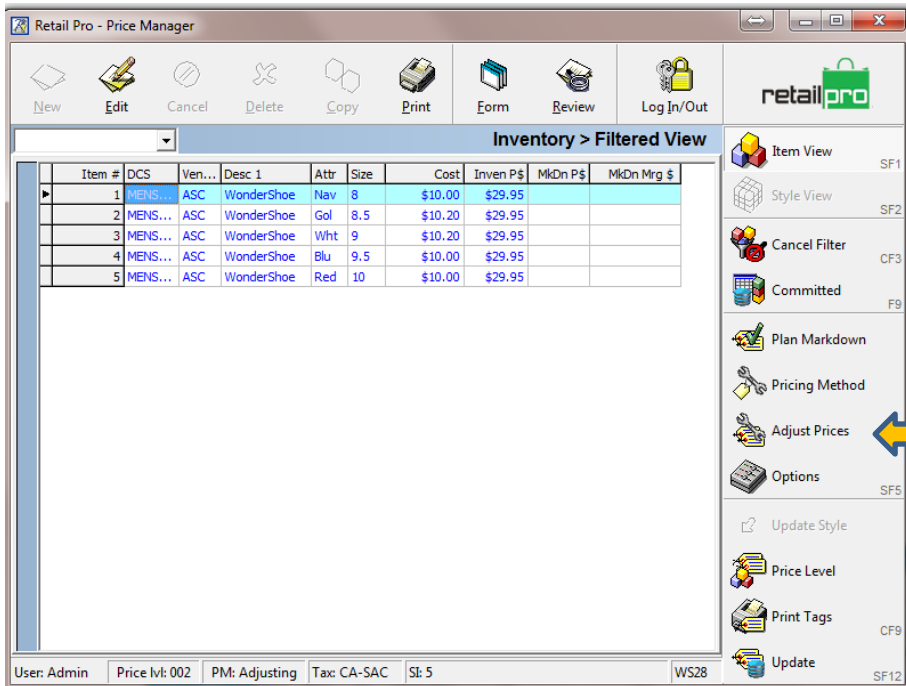 Retail Pro - Price Manager
New Edit Cancel Delete Copy Print Form Review Log In/Out
retail pro
Inventory > Filtered View
Item # DCS Ven... Desc 1 Attr Size Cost Inven P$ MkDn P$ MkDn Mrg $
1 MENS... ASC WonderShoe Nav 8 $10.00 $29.95
2 MENS... ASC WonderShoe Gol 8.5 $10.20 $29.95
3 MENS... ASC WonderShoe Wht 9 $10.20 $29.95
4 MENS... ASC WonderShoe Blu 9.5 $10.00 $29.95
5 MENS... ASC WonderShoe Red 10 $10.00 $29.95
Item View SF1
Style View SF2
Cancel Filter CF3
Committed F9
Plan Markdown
Pricing Method
Adjust Prices
Options SF5
Update Style
Price Level
Print Tags CF9
Update SF12
User: Admin Price lvl: 002 PM: Adjusting Tax: CA-SAC SI: 5 WS28